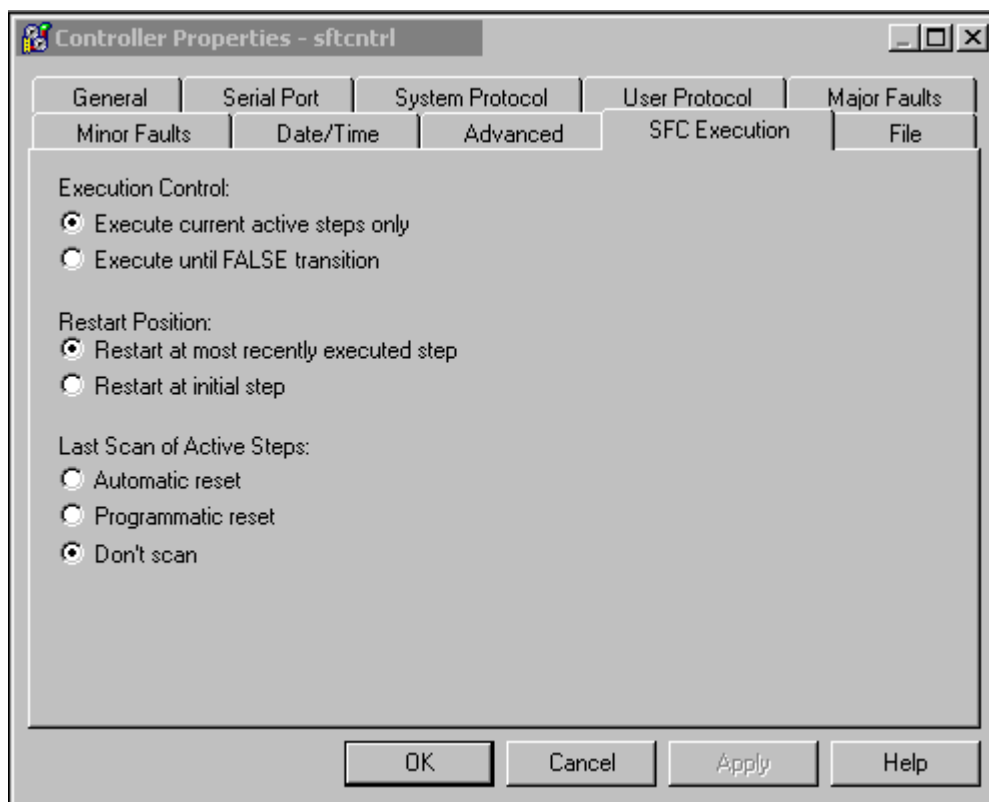 Controller Properties - sftcntrl
General Serial Port System Protocol User Protocol Major Faults
Minor Faults Date/Time Advanced SFC Execution File
Execution Control:
Execute current active steps only
Execute until FALSE transition
Restart Position:
Restart at most recently executed step
Restart at initial step
Last Scan of Active Steps:
Automatic reset
Programmatic reset
Don't scan
OK Cancel Apply Help